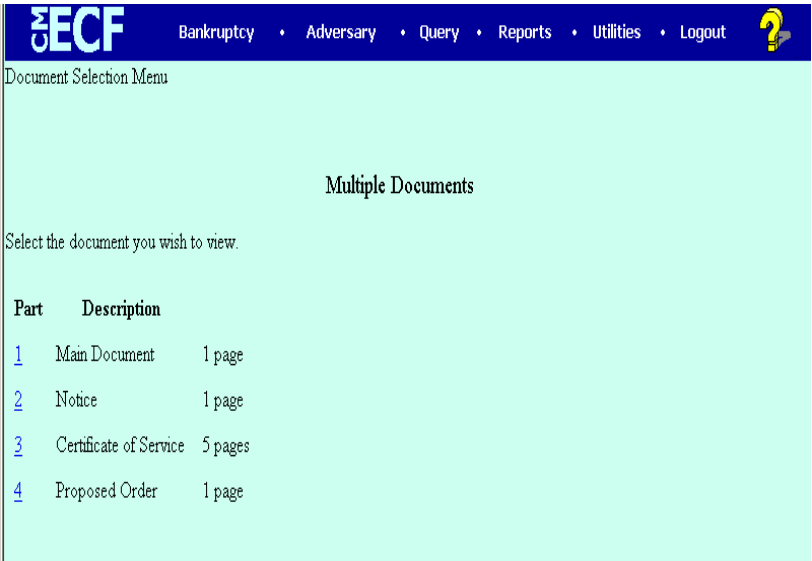 CM ECF Bankruptcy • Adversary • Query • Reports • Utilities • Logout ?
Document Selection Menu
Multiple Documents
Select the document you wish to view.
Part Description
1 Main Document 1 page
2 Notice 1 page
3 Certificate of Service 5 pages
4 Proposed Order 1 page